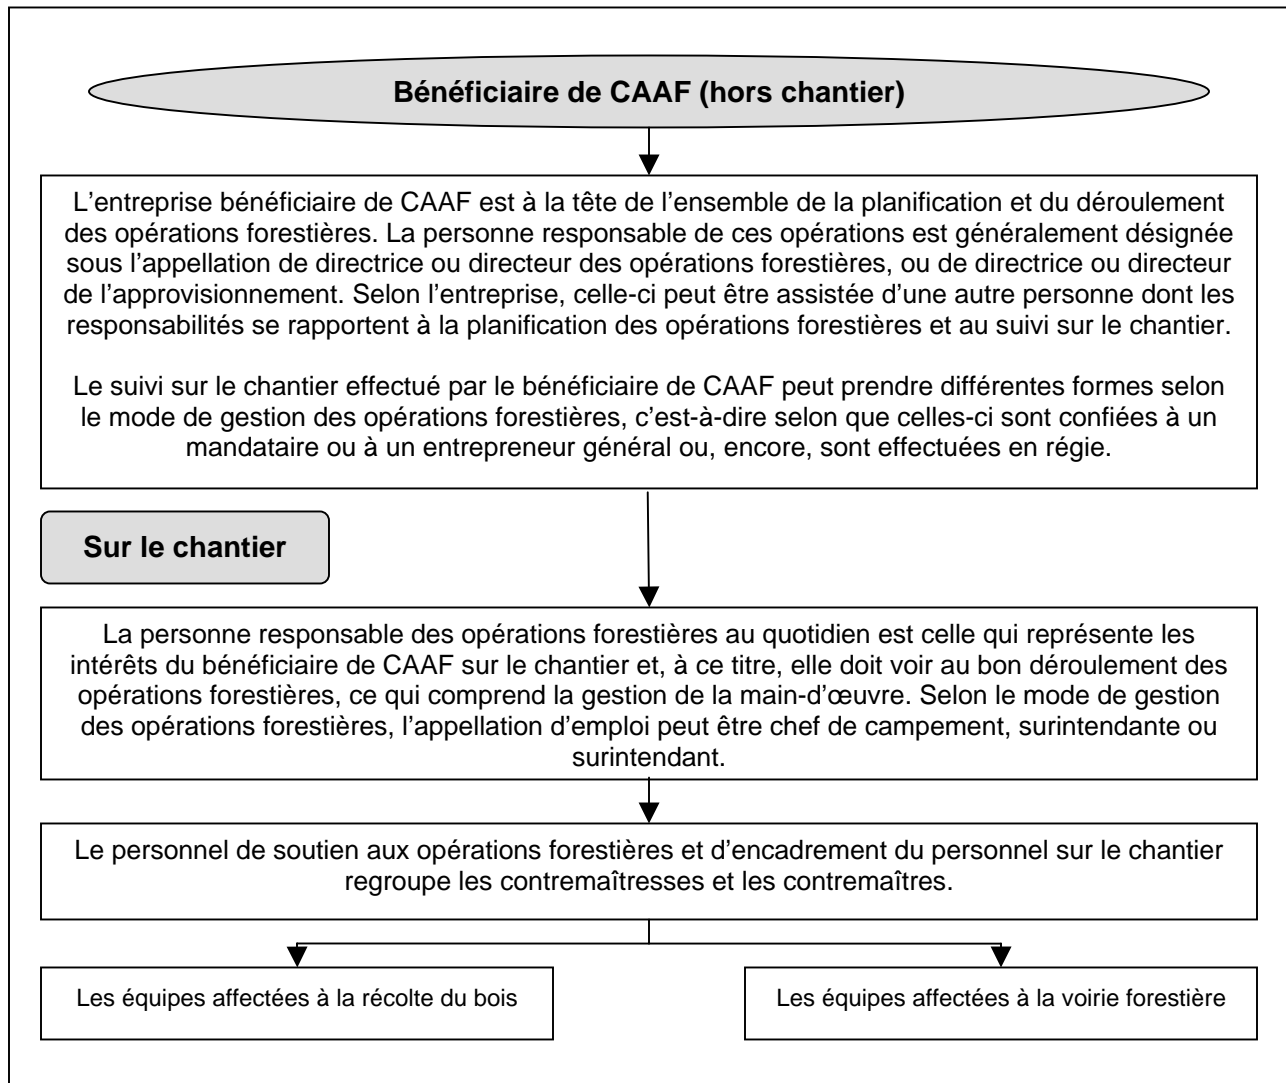 Bénéficiaire de CAAF (hors chantier)
L’entreprise bénéficiaire de CAAF est à la tête de l’ensemble de la planification et du déroulement
des opérations forestières. La personne responsable de ces opérations est généralement désignée
sous l’appellation de directrice ou directeur des opérations forestières, ou de directrice ou directeur
de l’approvisionnement. Selon l’entreprise, celle-ci peut être assistée d’une autre personne dont les
responsabilités se rapportent à la planification des opérations forestières et au suivi sur le chantier.
Le suivi sur le chantier effectué par le bénéficiaire de CAAF peut prendre différentes formes selon
le mode de gestion des opérations forestières, c’est-à-dire selon que celles-ci sont confiées à un
mandataire ou à un entrepreneur général ou, encore, sont effectuées en régie.
Sur le chantier
La personne responsable des opérations forestières au quotidien est celle qui représente les
intérêts du bénéficiaire de CAAF sur le chantier et, à ce titre, elle doit voir au bon déroulement des
opérations forestières, ce qui comprend la gestion de la main-d’œuvre. Selon le mode de gestion
des opérations forestières, l’appellation d’emploi peut être chef de campement, surintendante ou
surintendant.
Le personnel de soutien aux opérations forestières et d’encadrement du personnel sur le chantier
regroupe les contremaîtresses et les contremaîtres.
Les équipes affectées à la récolte du bois
Les équipes affectées à la voirie forestière